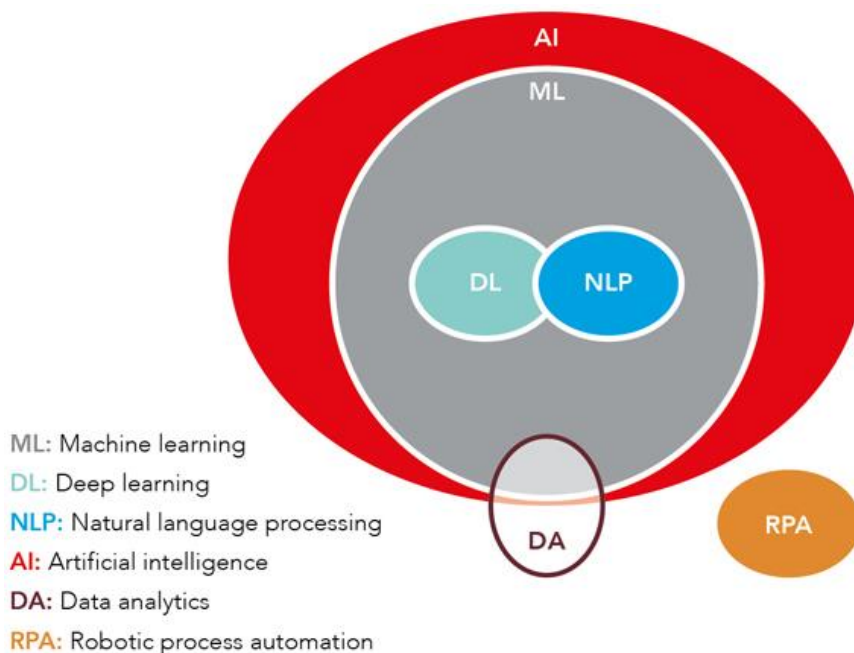 AI
ML
DL
NLP
DA
RPA
ML: Machine learning
DL: Deep learning
NLP: Natural language processing
AI: Artificial intelligence
DA: Data analytics
RPA: Robotic process automation